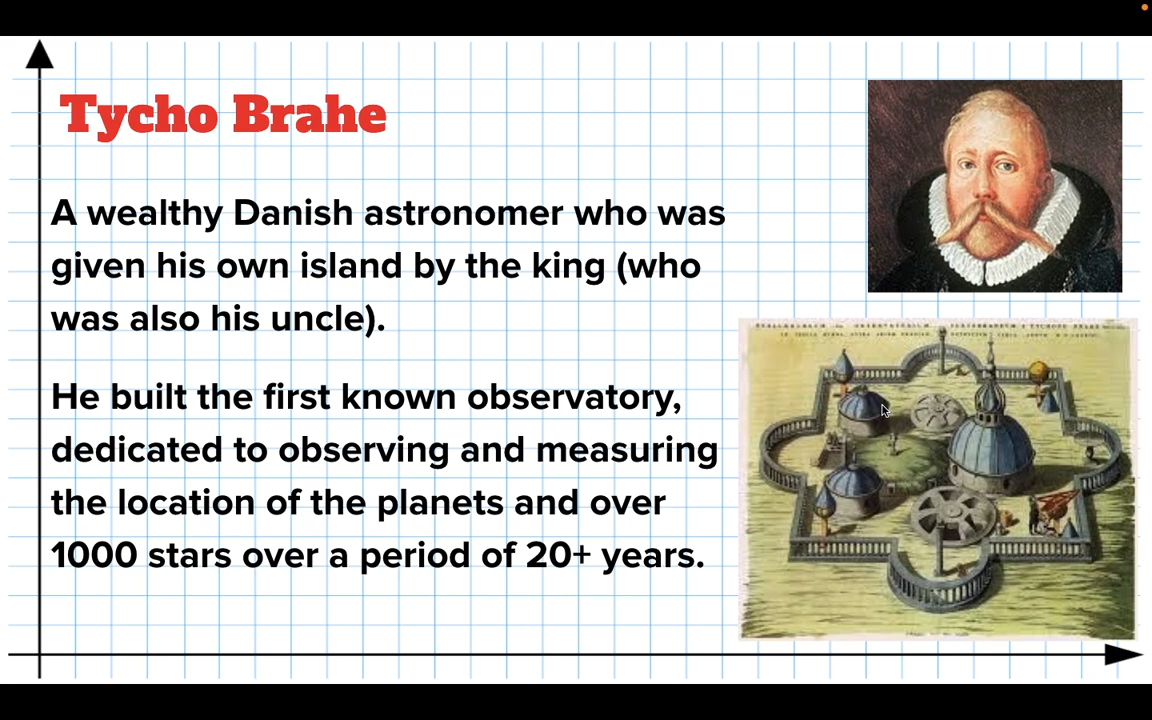 Tycho Brahe
A wealthy Danish astronomer who was
given his own island by the king (who
was also his uncle).
He built the first known observatory,
dedicated to observing and measuring
the location of the planets and over
1000 stars over a period of 20+ years.